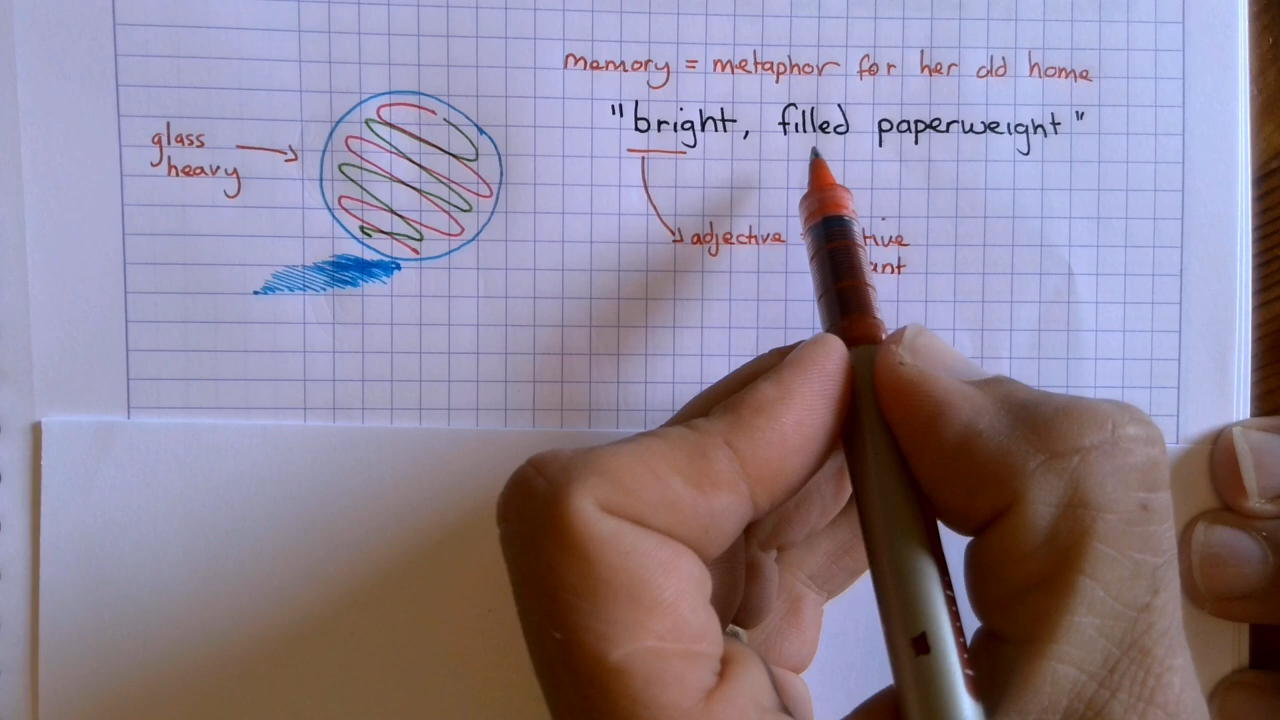 memory = metaphor for her old home
"bright, filled paperweight"
glass
heavy
adjective